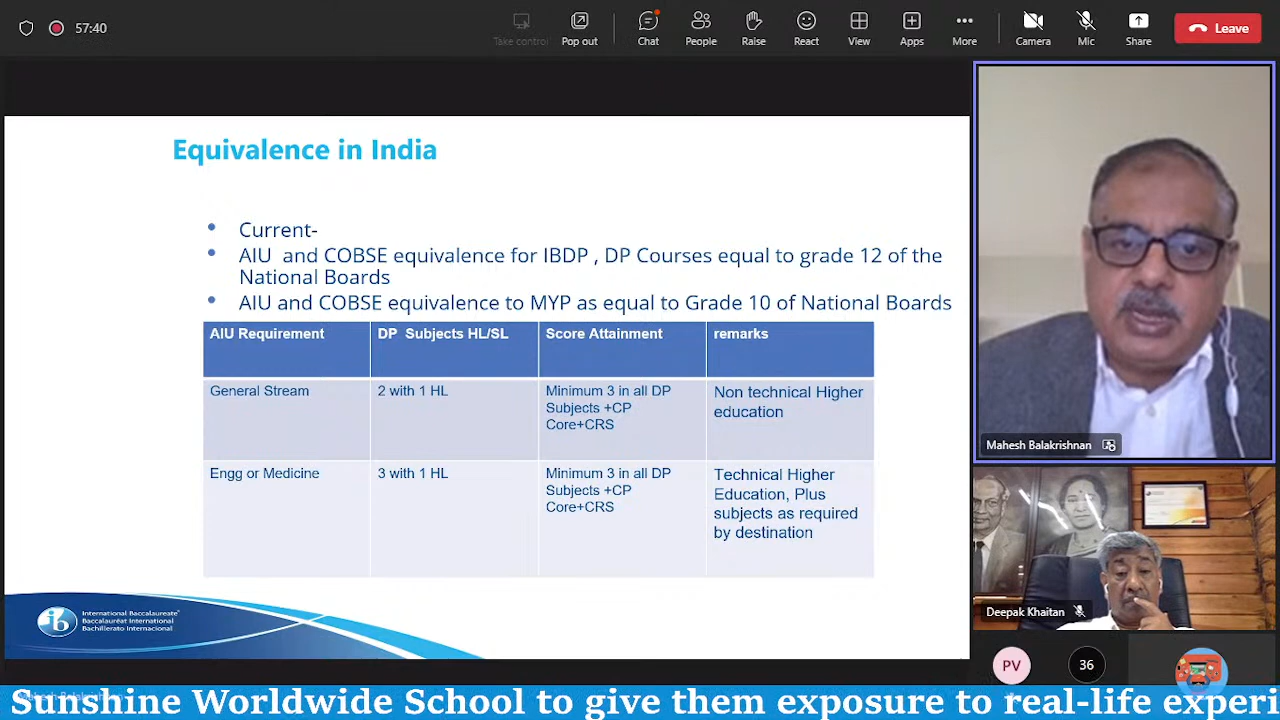 57:40
Take control
Pop out
Chat
People
Raise
React
View
Apps
More
Camera
Mic
Share
Leave
Equivalence in India
Current-
AIU and COBSE equivalence for IBDP , DP Courses equal to grade 12 of the
National Boards
AIU and COBSE equivalence to MYP as equal to Grade 10 of National Boards
AIU Requirement
DP Subjects HL/SL
Score Attainment
remarks
General Stream
2 with 1 HL
Minimum 3 in all DP
Subjects +CP
Core+CRS
Non technical Higher
education
Engg or Medicine
3 with 1 HL
Minimum 3 in all DP
Subjects +CP
Core+CRS
Technical Higher
Education, Plus
subjects as required
by destination
ib
International Baccalaureate®
Baccalauréat International
Bachillerato Internacional
Mahesh Balakrishnan
Deepak Khaitan
PV
36
Mahesh Balakrishnan
Sunshine Worldwide School to give them exposure to real-life experi